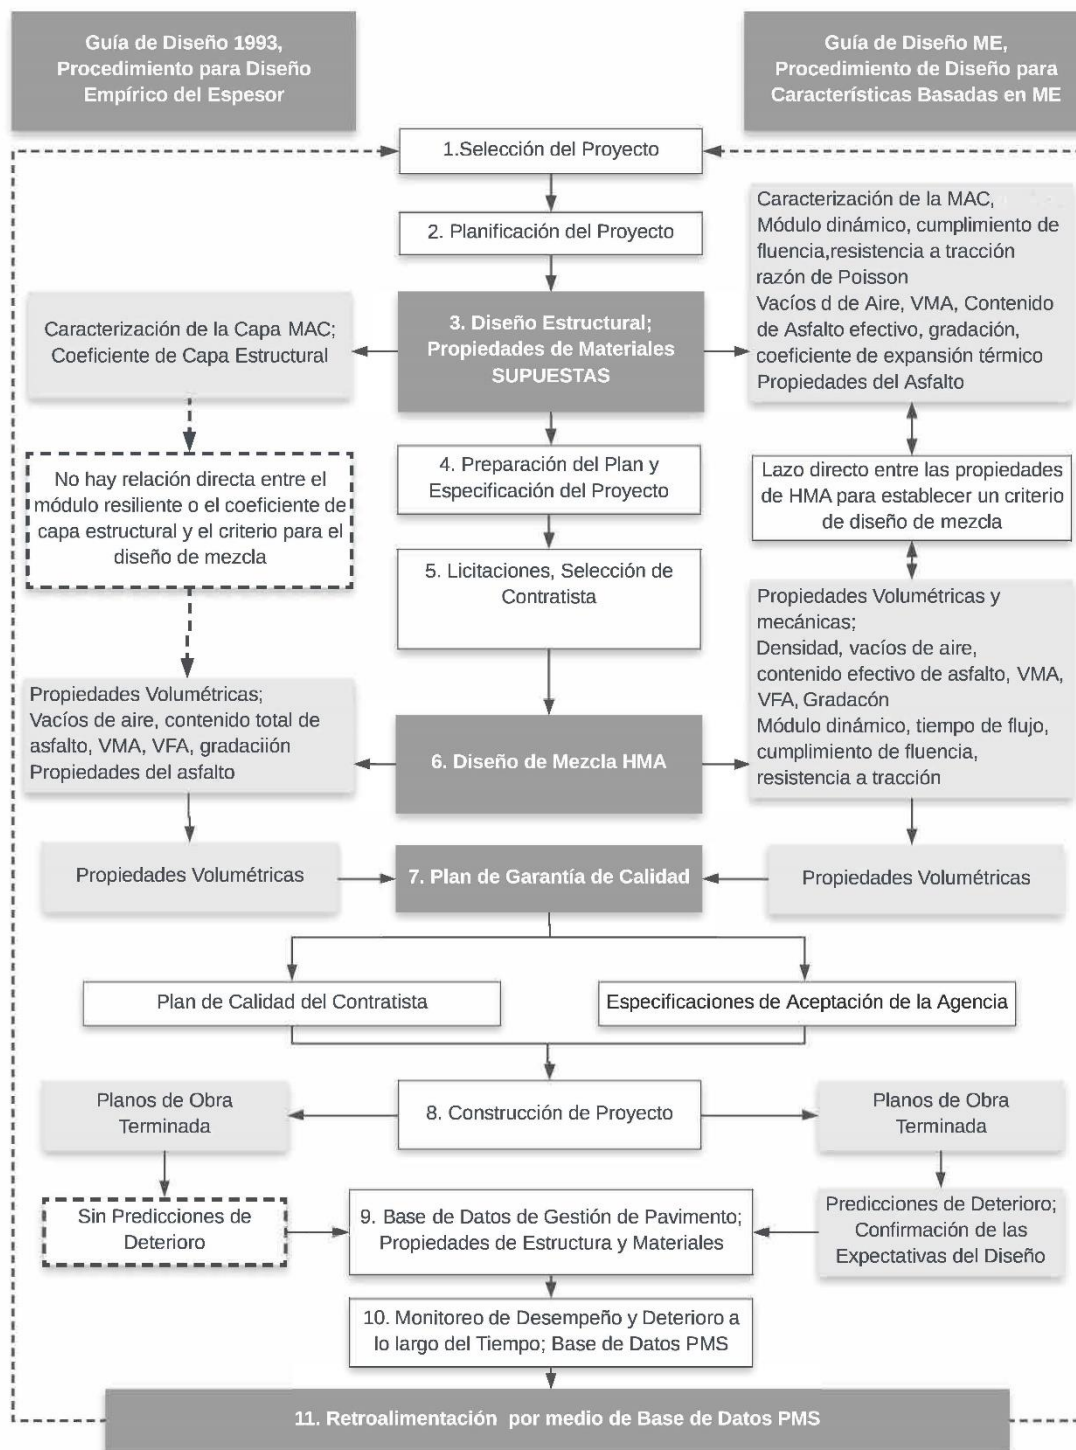 Guía de Diseño 1993,
Procedimiento para Diseño
Empírico del Espesor
Guía de Diseño ME,
Procedimiento de Diseño para
Características Basadas en ME
1.Selección del Proyecto
2. Planificación del Proyecto
Caracterización de la MAC,
Módulo dinámico, cumplimiento de
fluencia,resistencia a tracción
razón de Poisson
Vacíos d de Aire, VMA, Contenido
de Asfalto efectivo, gradación,
coeficiente de expansión térmico
Propiedades del Asfalto
Caracterización de la Capa MAC;
Coeficiente de Capa Estructural
3. Diseño Estructural;
Propiedades de Materiales
SUPUESTAS
No hay relación directa entre el
módulo resiliente o el coeficiente de
capa estructural y el criterio para el
diseño de mezcla
4. Preparación del Plan y
Especificación del Proyecto
Lazo directo entre las propiedades
de HMA para establecer un criterio
de diseño de mezcla
5. Licitaciones, Selección de
Contratista
Propiedades Volumétricas y
mecánicas;
Densidad, vacíos de aire,
contenido efectivo de asfalto, VMA,
VFA, Gradacón
Módulo dinámico, tiempo de flujo,
cumplimiento de fluencia,
resistencia a tracción
Propiedades Volumétricas;
Vacíos de aire, contenido total de
asfalto, VMA, VFA, gradaciión
Propiedades del asfalto
6. Diseño de Mezcla HMA
Propiedades Volumétricas
7. Plan de Garantía de Calidad
Propiedades Volumétricas
Plan de Calidad del Contratista
Especificaciones de Aceptación de la Agencia
Planos de Obra
Terminada
8. Construcción de Proyecto
Planos de Obra
Terminada
Sin Predicciones de
Deterioro
9. Base de Datos de Gestión de Pavimento;
Propiedades de Estructura y Materiales
Predicciones de Deterioro;
Confirmación de las
Expectativas del Diseño
10. Monitoreo de Desempeño y Deterioro a
lo largo del Tiempo; Base de Datos PMS
11. Retroalimentación por medio de Base de Datos PMS